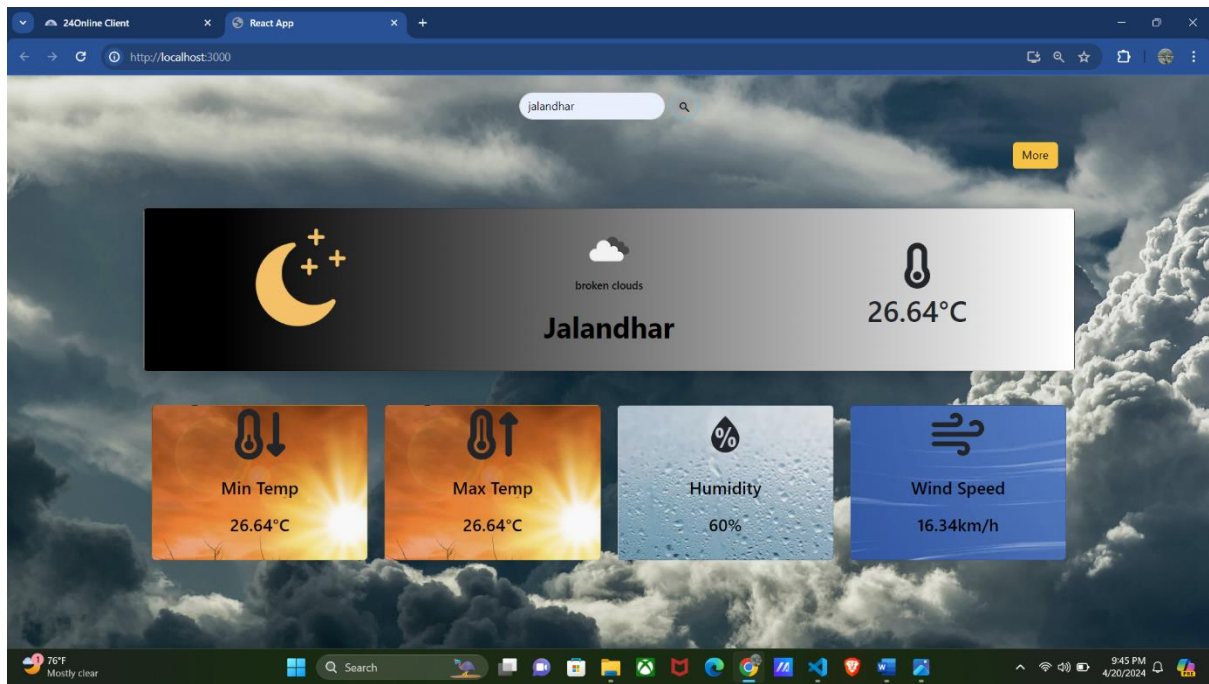 24Online Client
React App
http://localhost:3000
jalandhar
More
broken clouds
Jalandhar
26.64°C
Min Temp
26.64°C
Max Temp
26.64°C
%
Humidity
60%
Wind Speed
16.34km/h
1
76°F
Mostly clear
Search
9:45 PM
4/20/2024
PRE